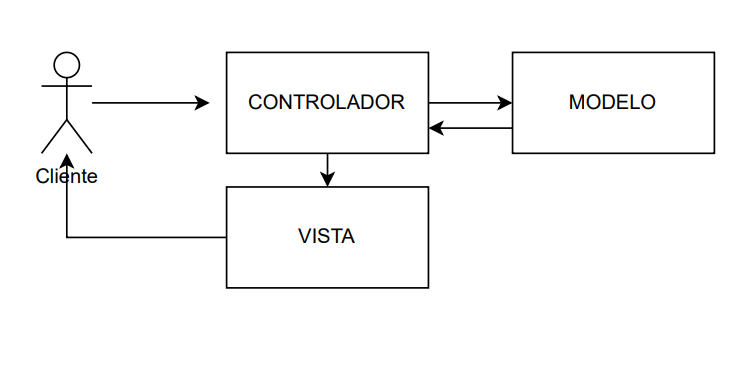 CONTROLADOR
MODELO
Cliente
VISTA